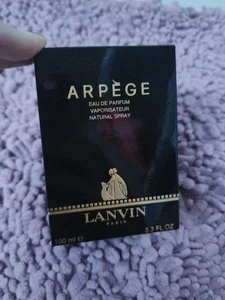 ARPÈGE
EAU DE PARFUM
VAPORISATEUR
NATURAL SPRAY
LANVIN
PARIS
100 ml e 3.3 FL.OZ